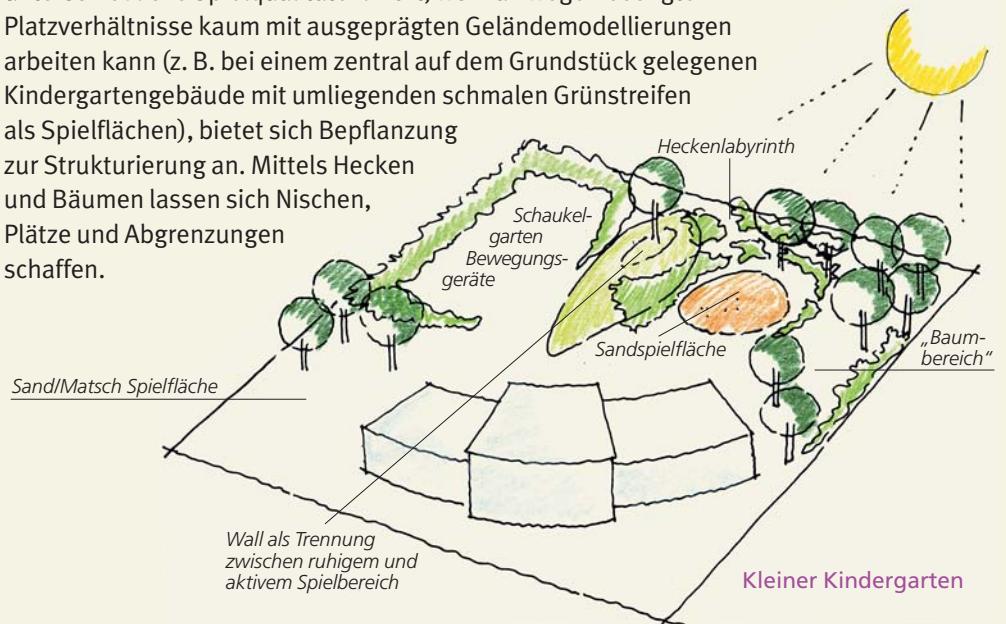 Platzverhältnisse kaum mit ausgeprägten Geländemodellierungen
arbeiten kann (z. B. bei einem zentral auf dem Grundstück gelegenen
Kindergartengebäude mit umliegenden schmalen Grünstreifen
als Spielflächen), bietet sich Bepflanzung
zur Strukturierung an. Mittels Hecken
und Bäumen lassen sich Nischen,
Plätze und Abgrenzungen
schaffen.
Heckenlabyrinth
Schaukel-
garten
Bewegungs-
geräte
Sandspielfläche
„Baum-
bereich“
Sand/Matsch Spielfläche
Wall als Trennung
zwischen ruhigem und
aktivem Spielbereich
Kleiner Kindergarten